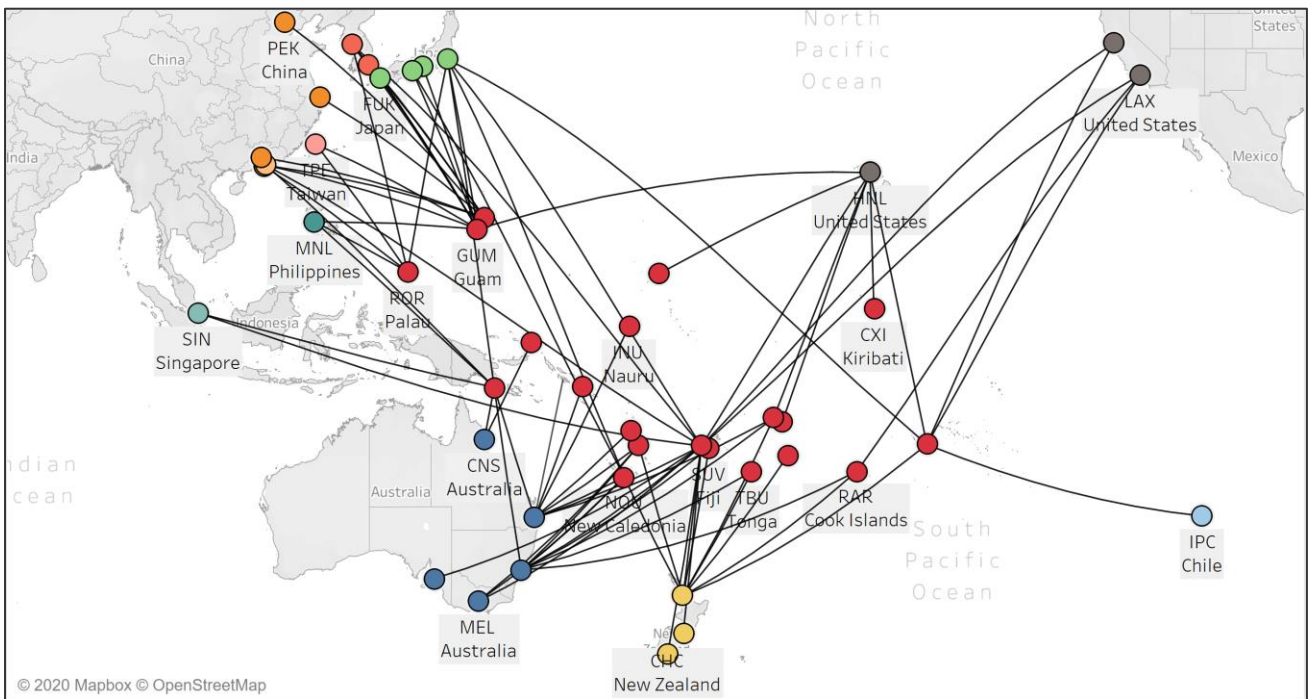 North
Pacific
Ocean
United
States
PEK
China
China
Japan
FUK
Japan
LAX
United States
India
TPE
Taiwan
Mexico
HNL
United States
MNL
Philippines
GUM
Guam
ROR
Palau
SIN
Singapore
Indonesia
INU
Nauru
CXI
Kiribati
CNS
Australia
Australia
NOU
New Caledonia
SUV
Fiji
TBU
Tonga
RAR
Cook Islands
Indian
Ocean
South
Pacific
Ocean
IPC
Chile
MEL
Australia
New
CHC
New Zealand
© 2020 Mapbox © OpenStreetMap